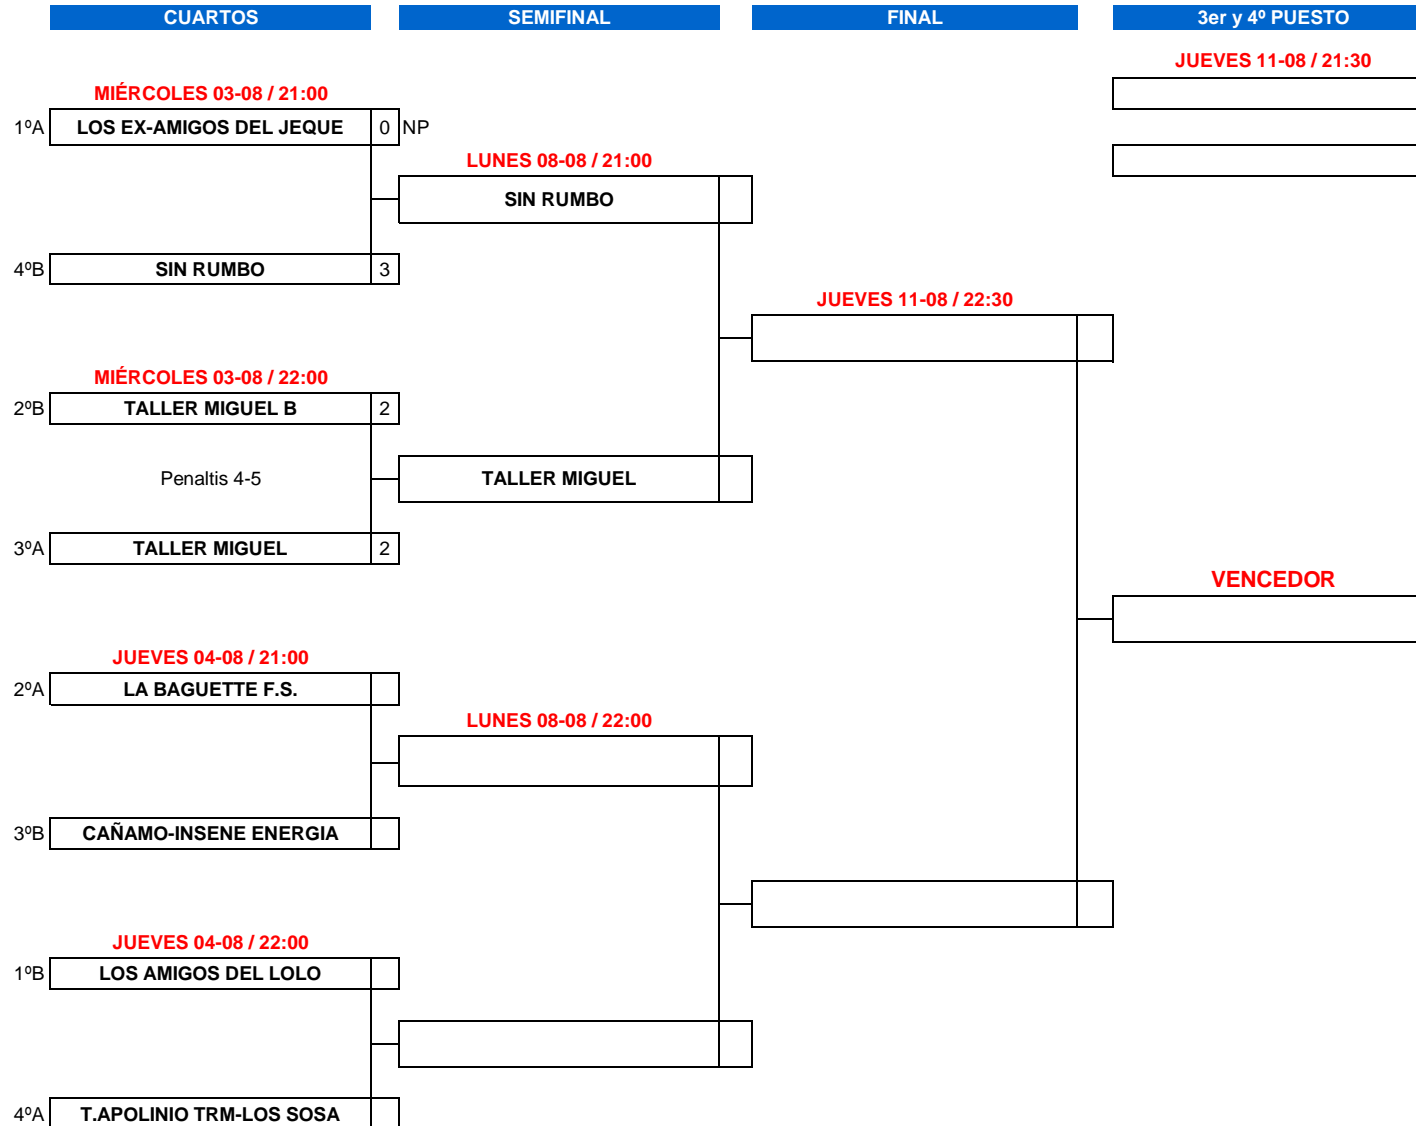 CUARTOS SEMIFINAL FINAL 3er y 4º PUESTO
JUEVES 11-08 / 21:30
MIÉRCOLES 03-08 / 21:00
1ºA LOS EX-AMIGOS DEL JEQUE 0 NP
LUNES 08-08 / 21:00
SIN RUMBO
4ºB SIN RUMBO 3
JUEVES 11-08 / 22:30
MIÉRCOLES 03-08 / 22:00
2ºB TALLER MIGUEL B 2
Penaltis 4-5 TALLER MIGUEL
3ºA TALLER MIGUEL 2
VENCEDOR
JUEVES 04-08 / 21:00
2ºA LA BAGUETTE F.S.
LUNES 08-08 / 22:00
3ºB CAÑAMO-INSENE ENERGIA
JUEVES 04-08 / 22:00
1ºB LOS AMIGOS DEL LOLO
4ºA T.APOLINIO TRM-LOS SOSA